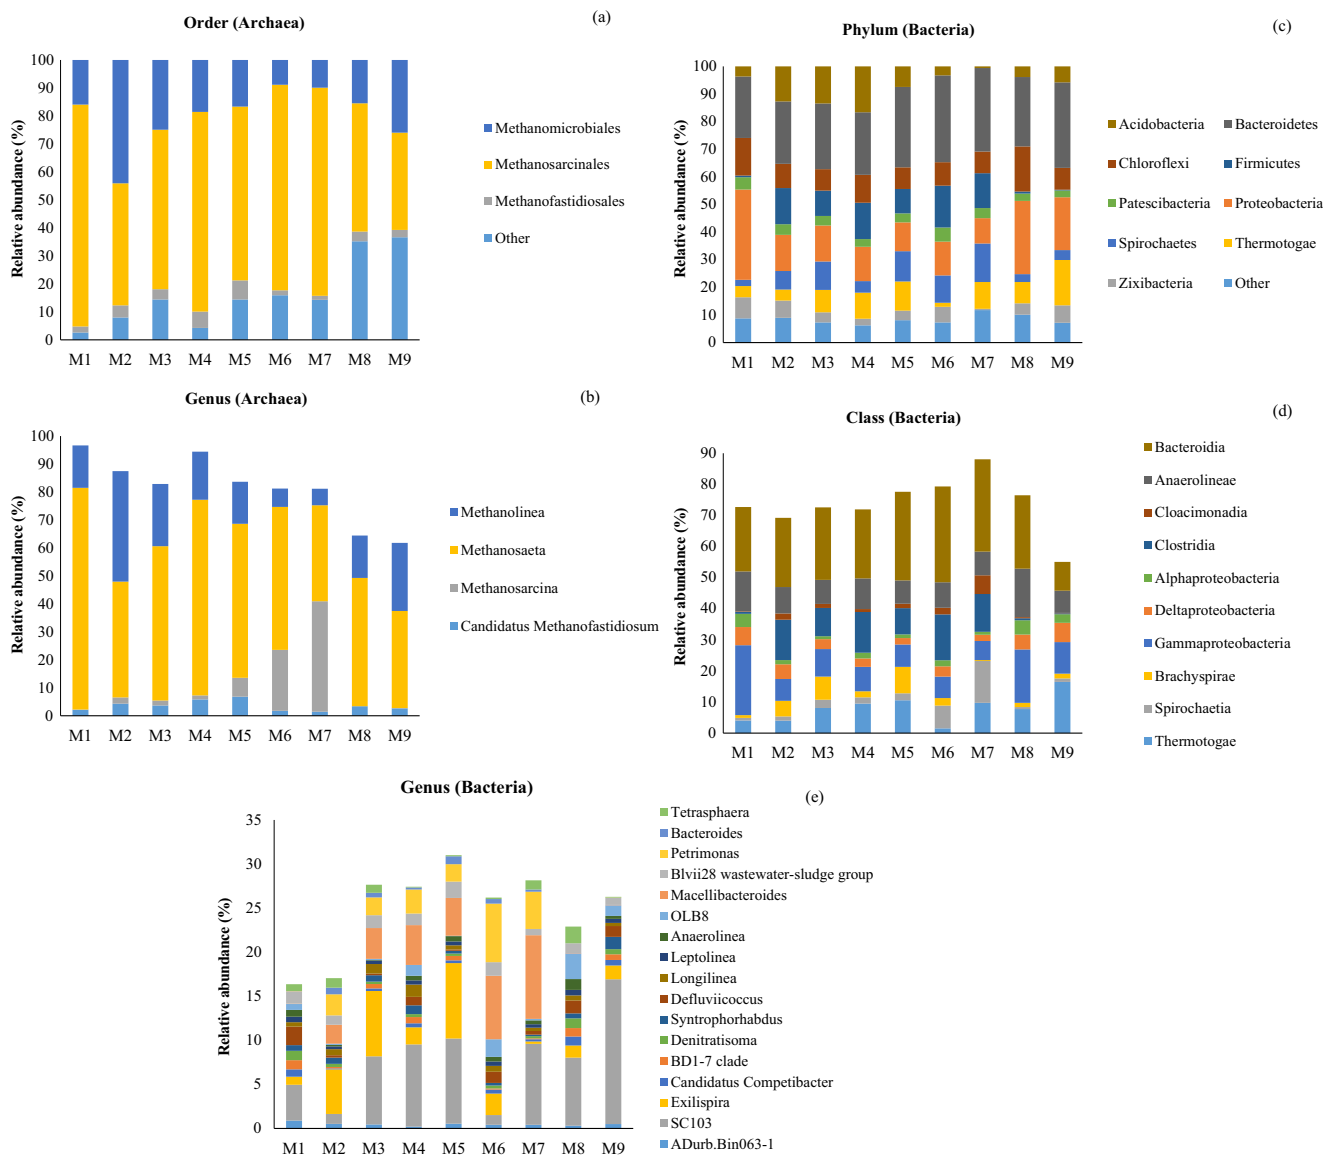 Order (Archaea)
(a)
Relative abundance (%)
100
90
80
70
60
50
40
30
20
10
0
M1 M2 M3 M4 M5 M6 M7 M8 M9
Methanomicrobiales
Methanosarcinales
Methanofastidiosales
Other
Phylum (Bacteria)
(c)
Relative abundance (%)
100
90
80
70
60
50
40
30
20
10
0
M1 M2 M3 M4 M5 M6 M7 M8 M9
Acidobacteria Bacteroidetes
Chloroflexi Firmicutes
Patescibacteria Proteobacteria
Spirochaetes Thermotogae
Zixibacteria Other
Genus (Archaea)
(b)
Relative abundance (%)
100
90
80
70
60
50
40
30
20
10
0
M1 M2 M3 M4 M5 M6 M7 M8 M9
Methanolinea
Methanosaeta
Methanosarcina
Candidatus Methanofastidiosum
Class (Bacteria)
(d)
Relative abundance (%)
90
80
70
60
50
40
30
20
10
0
M1 M2 M3 M4 M5 M6 M7 M8 M9
Bacteroidia
Anaerolineae
Cloacimonadia
Clostridia
Alphaproteobacteria
Deltaproteobacteria
Gammaproteobacteria
Brachyspirae
Spirochaetia
Thermotogae
Genus (Bacteria)
(e)
Relative abundance (%)
35
30
25
20
15
10
5
0
M1 M2 M3 M4 M5 M6 M7 M8 M9
Tetrasphaera
Bacteroides
Petrimonas
Blvii28 wastewater-sludge group
Macellibacteroides
OLB8
Anaerolinea
Leptolinea
Longilinea
Defluviicoccus
Syntrophorhabdus
Denitratisoma
BD1-7 clade
Candidatus Competibacter
Exilispira
SC103
ADurb.Bin063-1